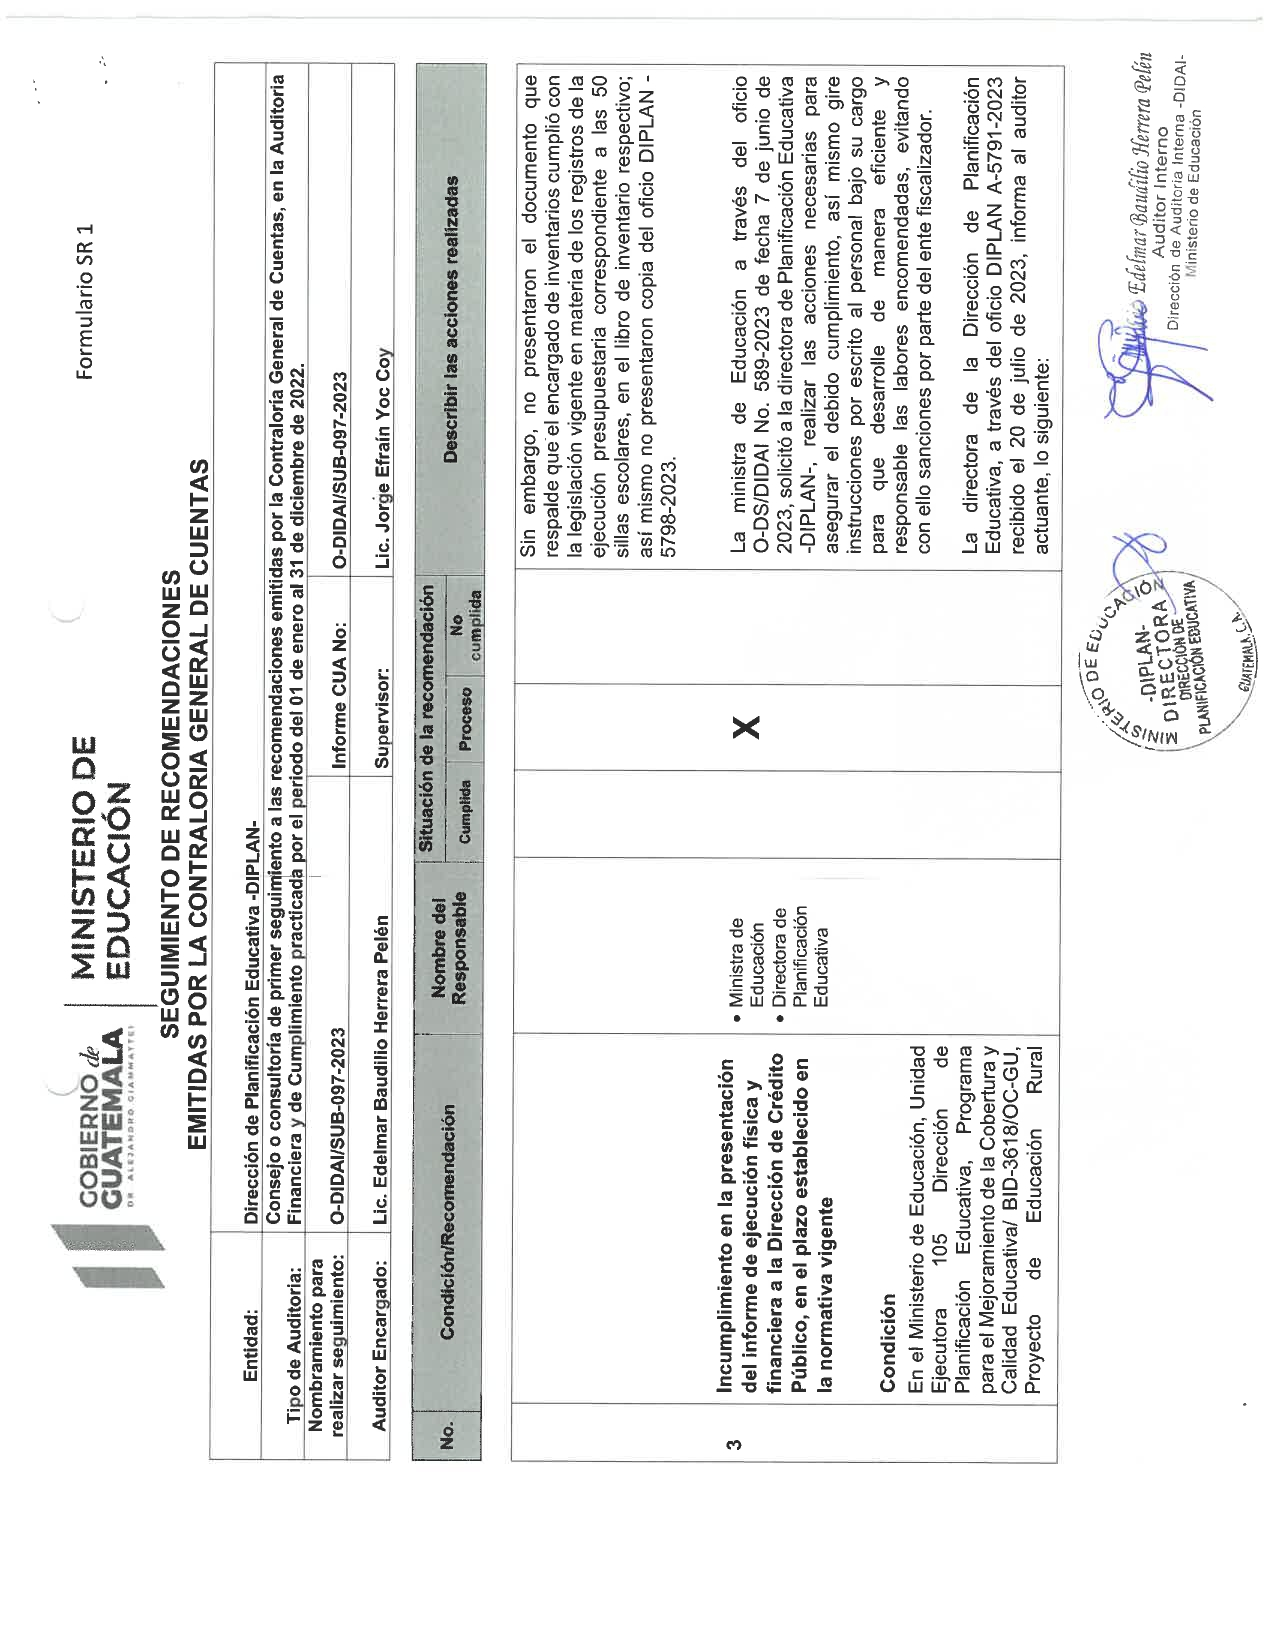 Formulario SR 1
GOBIERNO de
GUATEMALA
DR. ALEJANDRO GIAMMATTEI
MINISTERIO DE
EDUCACIÓN
SEGUIMIENTO DE RECOMENDACIONES
EMITIDAS POR LA CONTRALORIA GENERAL DE CUENTAS
Entidad:
Dirección de Planificación Educativa -DIPLAN-
Tipo de Auditoria:
Consejo o consultoría de primer seguimiento a las recomendaciones emitidas por la Contraloría General de Cuentas, en la Auditoria
Financiera y de Cumplimiento practicada por el periodo del 01 de enero al 31 de diciembre de 2022.
Nombramiento para
realizar seguimiento:
O-DIDAI/SUB-097-2023
Informe CUA No:
O-DIDAI/SUB-097-2023
Auditor Encargado:
Lic. Edelmar Baudilio Herrera Pelén
Supervisor:
Lic. Jorge Efraín Yoc Coy
No.
Condición/Recomendación
Nombre del
Responsable
Situación de la recomendación
Cumplida
Proceso
No
cumplida
Describir las acciones realizadas
Sin embargo, no presentaron el documento que
respalde que el encargado de inventarios cumplió con
la legislación vigente en materia de los registros de la
ejecución presupuestaria correspondiente a las 50
sillas escolares, en el libro de inventario respectivo;
así mismo no presentaron copia del oficio DIPLAN -
5798-2023.
3
Incumplimiento en la presentación
del informe de ejecución física y
financiera a la Dirección de Crédito
Público, en el plazo establecido en
la normativa vigente
Condición
En el Ministerio de Educación, Unidad
Ejecutora 105 Dirección de
Planificación Educativa, Programa
para el Mejoramiento de la Cobertura y
Calidad Educativa/ BID-3618/OC-GU,
Proyecto de Educación Rural
• Ministra de
Educación
• Directora de
Planificación
Educativa
X
La ministra de Educación a través del oficio
O-DS/DIDAI No. 589-2023 de fecha 7 de junio de
2023, solicitó a la directora de Planificación Educativa
-DIPLAN-, realizar las acciones necesarias para
asegurar el debido cumplimiento, así mismo gire
instrucciones por escrito al personal bajo su cargo
para que desarrolle de manera eficiente y
responsable las labores encomendadas, evitando
con ello sanciones por parte del ente fiscalizador.
La directora de la Dirección de Planificación
Educativa, a través del oficio DIPLAN A-5791-2023
recibido el 20 de julio de 2023, informa al auditor
actuante, lo siguiente:
MINISTERIO DE EDUCACIÓN
-DIPLAN-
DIRECTORA
DIRECCIÓN DE
PLANIFICACIÓN EDUCATIVA
GUATEMALA, C.A.
Edelmar Baudilio Herrera Pelén
Auditor Interno
Dirección de Auditoría Interna -DIDAI-
Ministerio de Educación